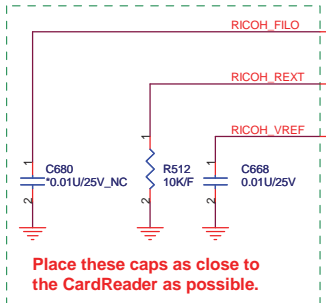 RICOH_FILO
RICOH_REXT
RICOH_VREF
1
1
1
C680
*0.01U/25V_NC
R512
10K/F
C668
0.01U/25V
2
2
2
Place these caps as close to
the CardReader as possible.